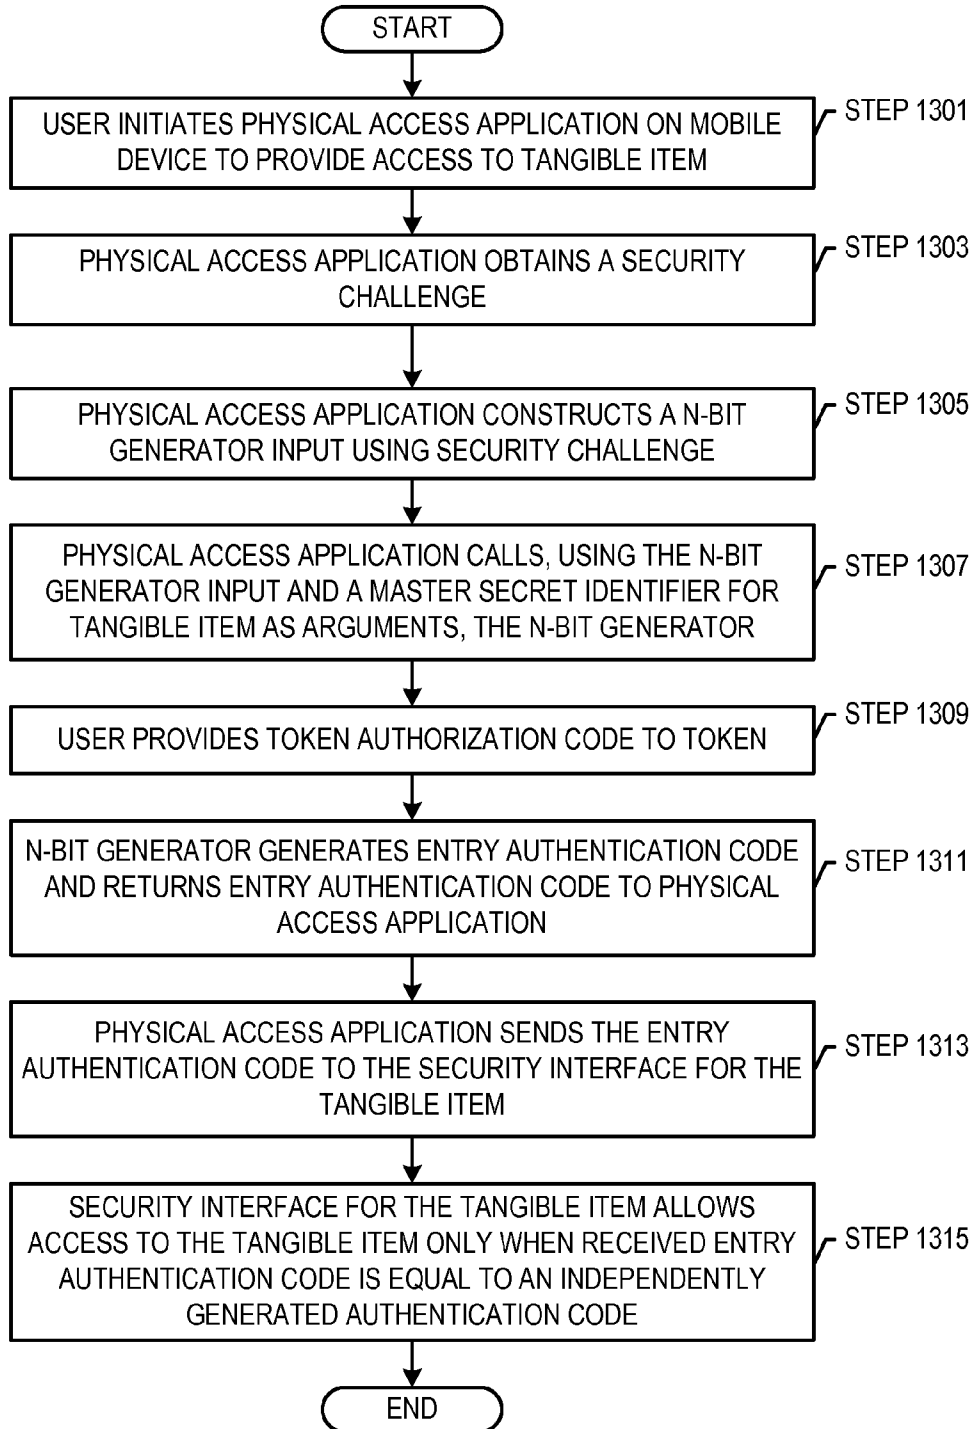 START
USER INITIATES PHYSICAL ACCESS APPLICATION ON MOBILE
DEVICE TO PROVIDE ACCESS TO TANGIBLE ITEM
STEP 1301
PHYSICAL ACCESS APPLICATION OBTAINS A SECURITY
CHALLENGE
STEP 1303
PHYSICAL ACCESS APPLICATION CONSTRUCTS A N-BIT
GENERATOR INPUT USING SECURITY CHALLENGE
STEP 1305
PHYSICAL ACCESS APPLICATION CALLS, USING THE N-BIT
GENERATOR INPUT AND A MASTER SECRET IDENTIFIER FOR
TANGIBLE ITEM AS ARGUMENTS, THE N-BIT GENERATOR
STEP 1307
USER PROVIDES TOKEN AUTHORIZATION CODE TO TOKEN
STEP 1309
N-BIT GENERATOR GENERATES ENTRY AUTHENTICATION CODE
AND RETURNS ENTRY AUTHENTICATION CODE TO PHYSICAL
ACCESS APPLICATION
STEP 1311
PHYSICAL ACCESS APPLICATION SENDS THE ENTRY
AUTHENTICATION CODE TO THE SECURITY INTERFACE FOR THE
TANGIBLE ITEM
STEP 1313
SECURITY INTERFACE FOR THE TANGIBLE ITEM ALLOWS
ACCESS TO THE TANGIBLE ITEM ONLY WHEN RECEIVED ENTRY
AUTHENTICATION CODE IS EQUAL TO AN INDEPENDENTLY
GENERATED AUTHENTICATION CODE
STEP 1315
END